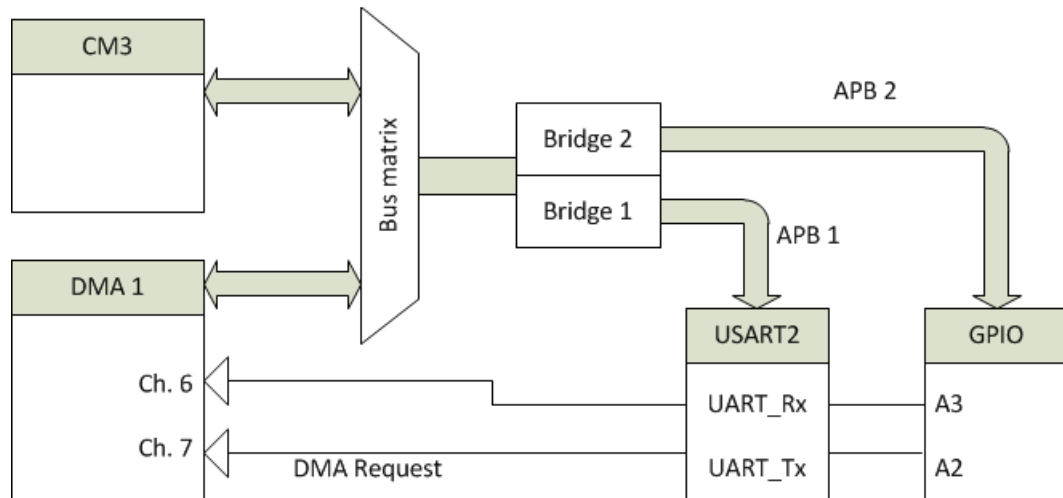 CM3
Bus matrix
APB 2
Bridge 2
Bridge 1
APB 1
DMA 1
USART2
GPIO
Ch. 6
UART_Rx
A3
Ch. 7
DMA Request
UART_Tx
A2